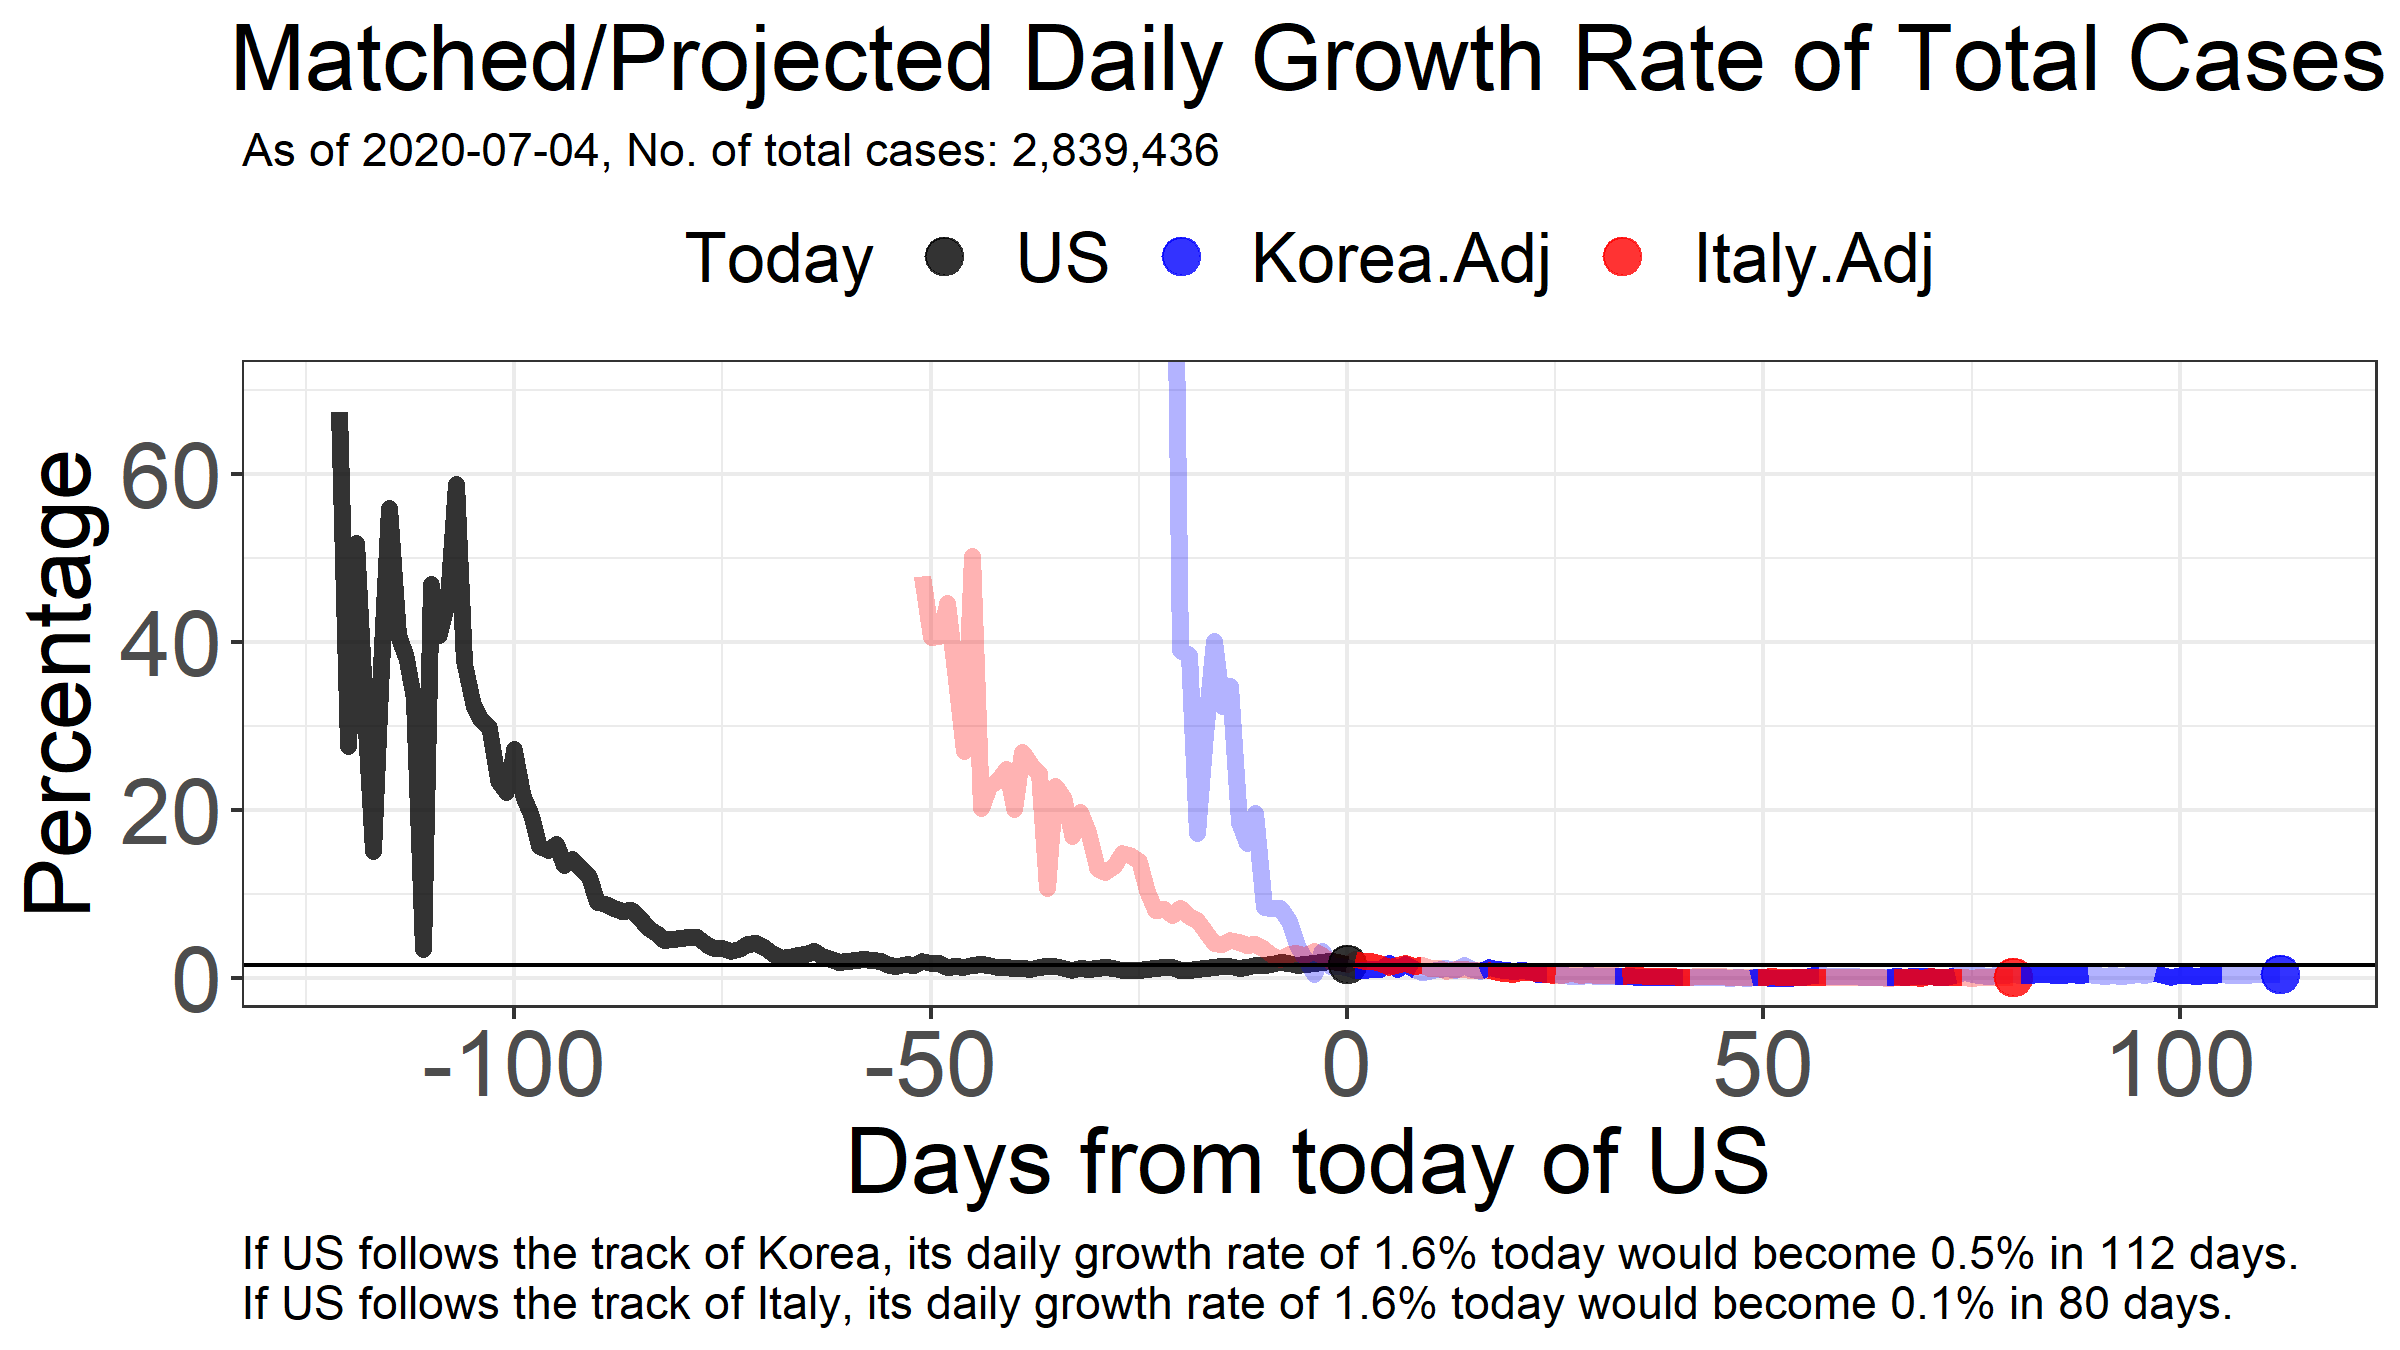 Matched/Projected Daily Growth Rate of Total Cases
As of 2020-07-04, No. of total cases: 2,839,436
Today US Korea.Adj Italy.Adj
Percentage
60
40
20
0
-100 -50 0 50 100
Days from today of US
If US follows the track of Korea, its daily growth rate of 1.6% today would become 0.5% in 112 days.
If US follows the track of Italy, its daily growth rate of 1.6% today would become 0.1% in 80 days.